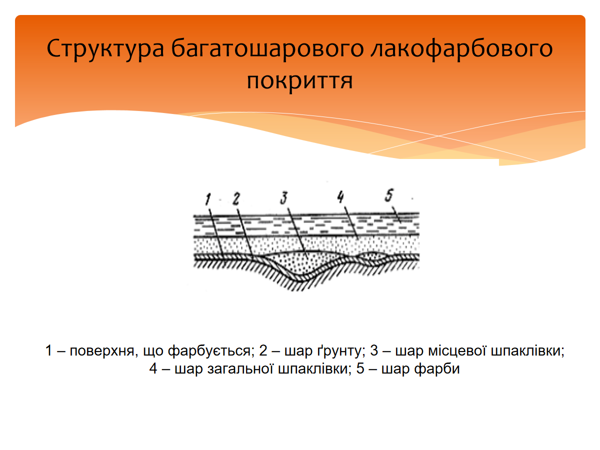 Структура багатошарового лакофарбового
покриття
1 2 3 4 5
1 – поверхня, що фарбується; 2 – шар ґрунту; 3 – шар місцевої шпаклівки;
4 – шар загальної шпаклівки; 5 – шар фарби